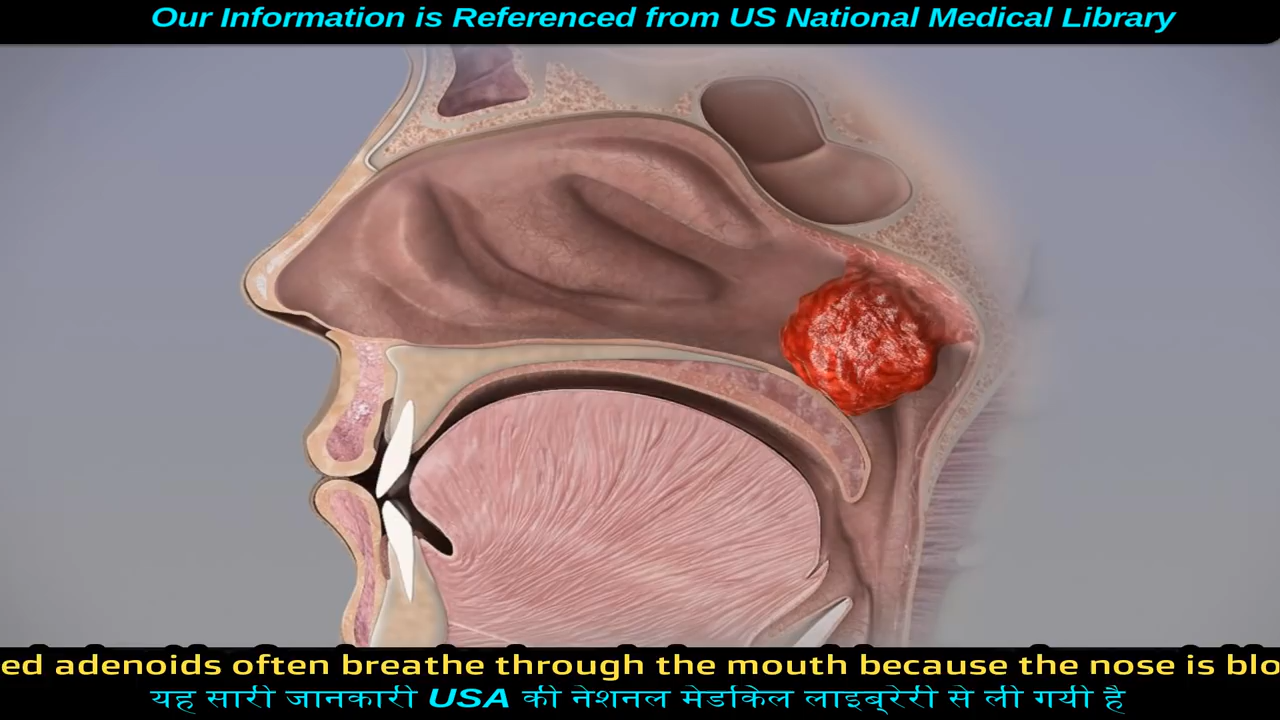 Our Information is Referenced from US National Medical Library
ed adenoids often breathe through the mouth because the nose is blo
यह सारी जानकारी USA की नेशनल मेडकिल लाइब्रेरी से ली गयी है